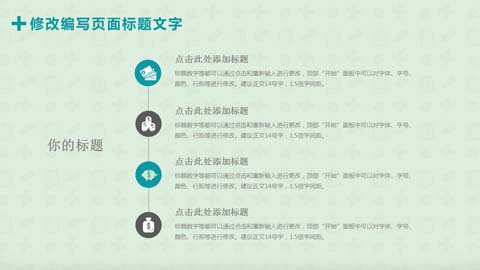 修改编写页面标题文字
点击此处添加标题
标题数字等都可以通过点击和重新输入进行更改，顶部“开始”面板中可以对字体、字号、
颜色、行距等进行修改。建议正文14号字，1.5倍字间距。
点击此处添加标题
标题数字等都可以通过点击和重新输入进行更改，顶部“开始”面板中可以对字体、字号、
颜色、行距等进行修改。建议正文14号字，1.5倍字间距。
你的标题
点击此处添加标题
标题数字等都可以通过点击和重新输入进行更改，顶部“开始”面板中可以对字体、字号、
颜色、行距等进行修改。建议正文14号字，1.5倍字间距。
点击此处添加标题
标题数字等都可以通过点击和重新输入进行更改，顶部“开始”面板中可以对字体、字号、
颜色、行距等进行修改。建议正文14号字，1.5倍字间距。